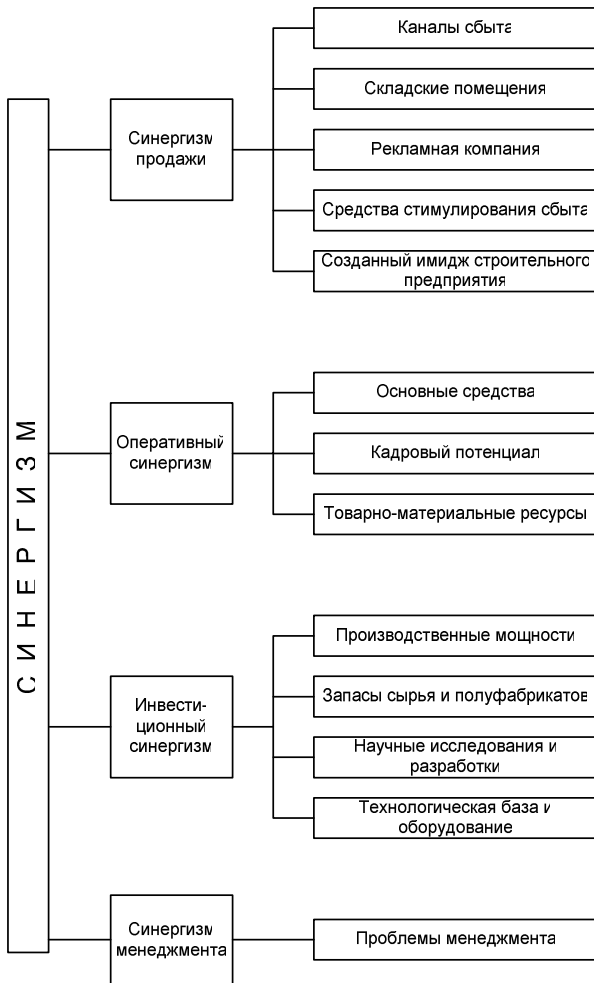 СИНЕРГИЗМ
Синергизм
продажи
Каналы сбыта
Складские помещения
Рекламная компания
Средства стимулирования сбыта
Созданный имидж строительного
предприятия
Оперативный
синергизм
Основные средства
Кадровый потенциал
Товарно-материальные ресурсы
Инвести-
ционный
синергизм
Производственные мощности
Запасы сырья и полуфабрикатов
Научные исследования и
разработки
Технологическая база и
оборудование
Синергизм
менеджмента
Проблемы менеджмента